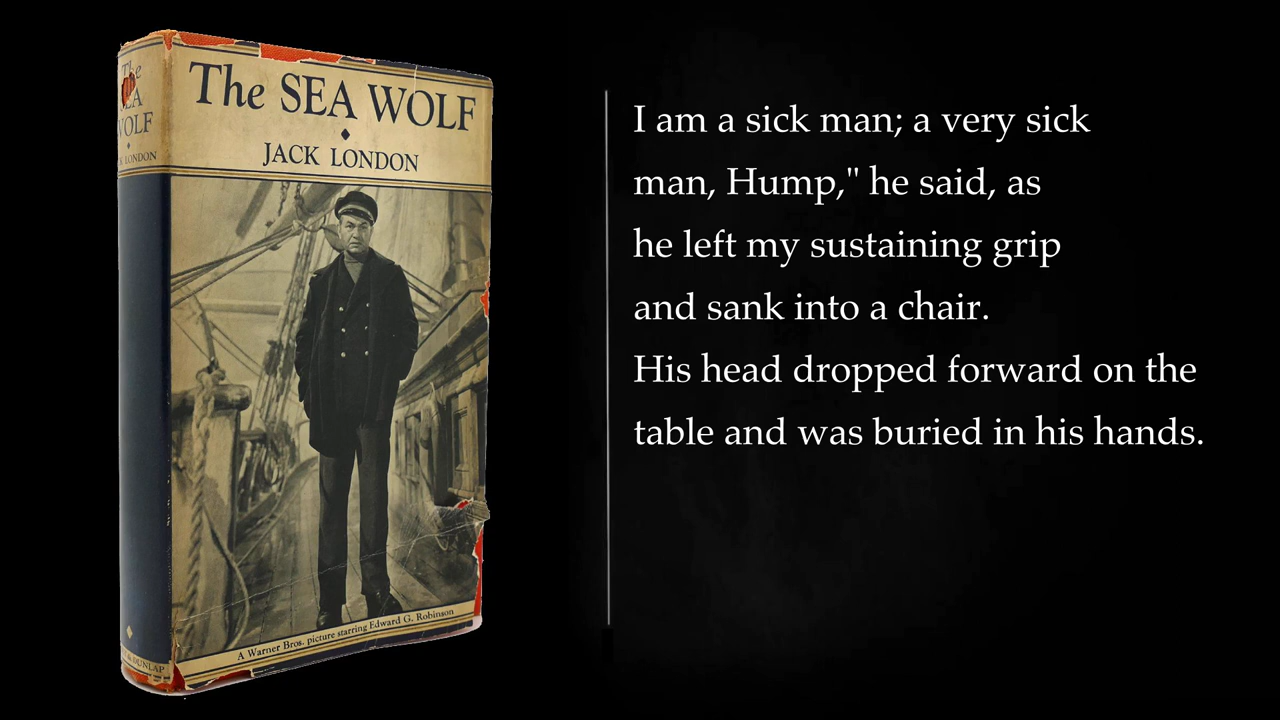 The SEA WOLF
JACK LONDON
The
WOLF
LONDON
DUNLAP
A Warner Bros. picture starring Edward G. Robinson
I am a sick man; a very sick
man, Hump," he said, as
he left my sustaining grip
and sank into a chair.
His head dropped forward on the
table and was buried in his hands.